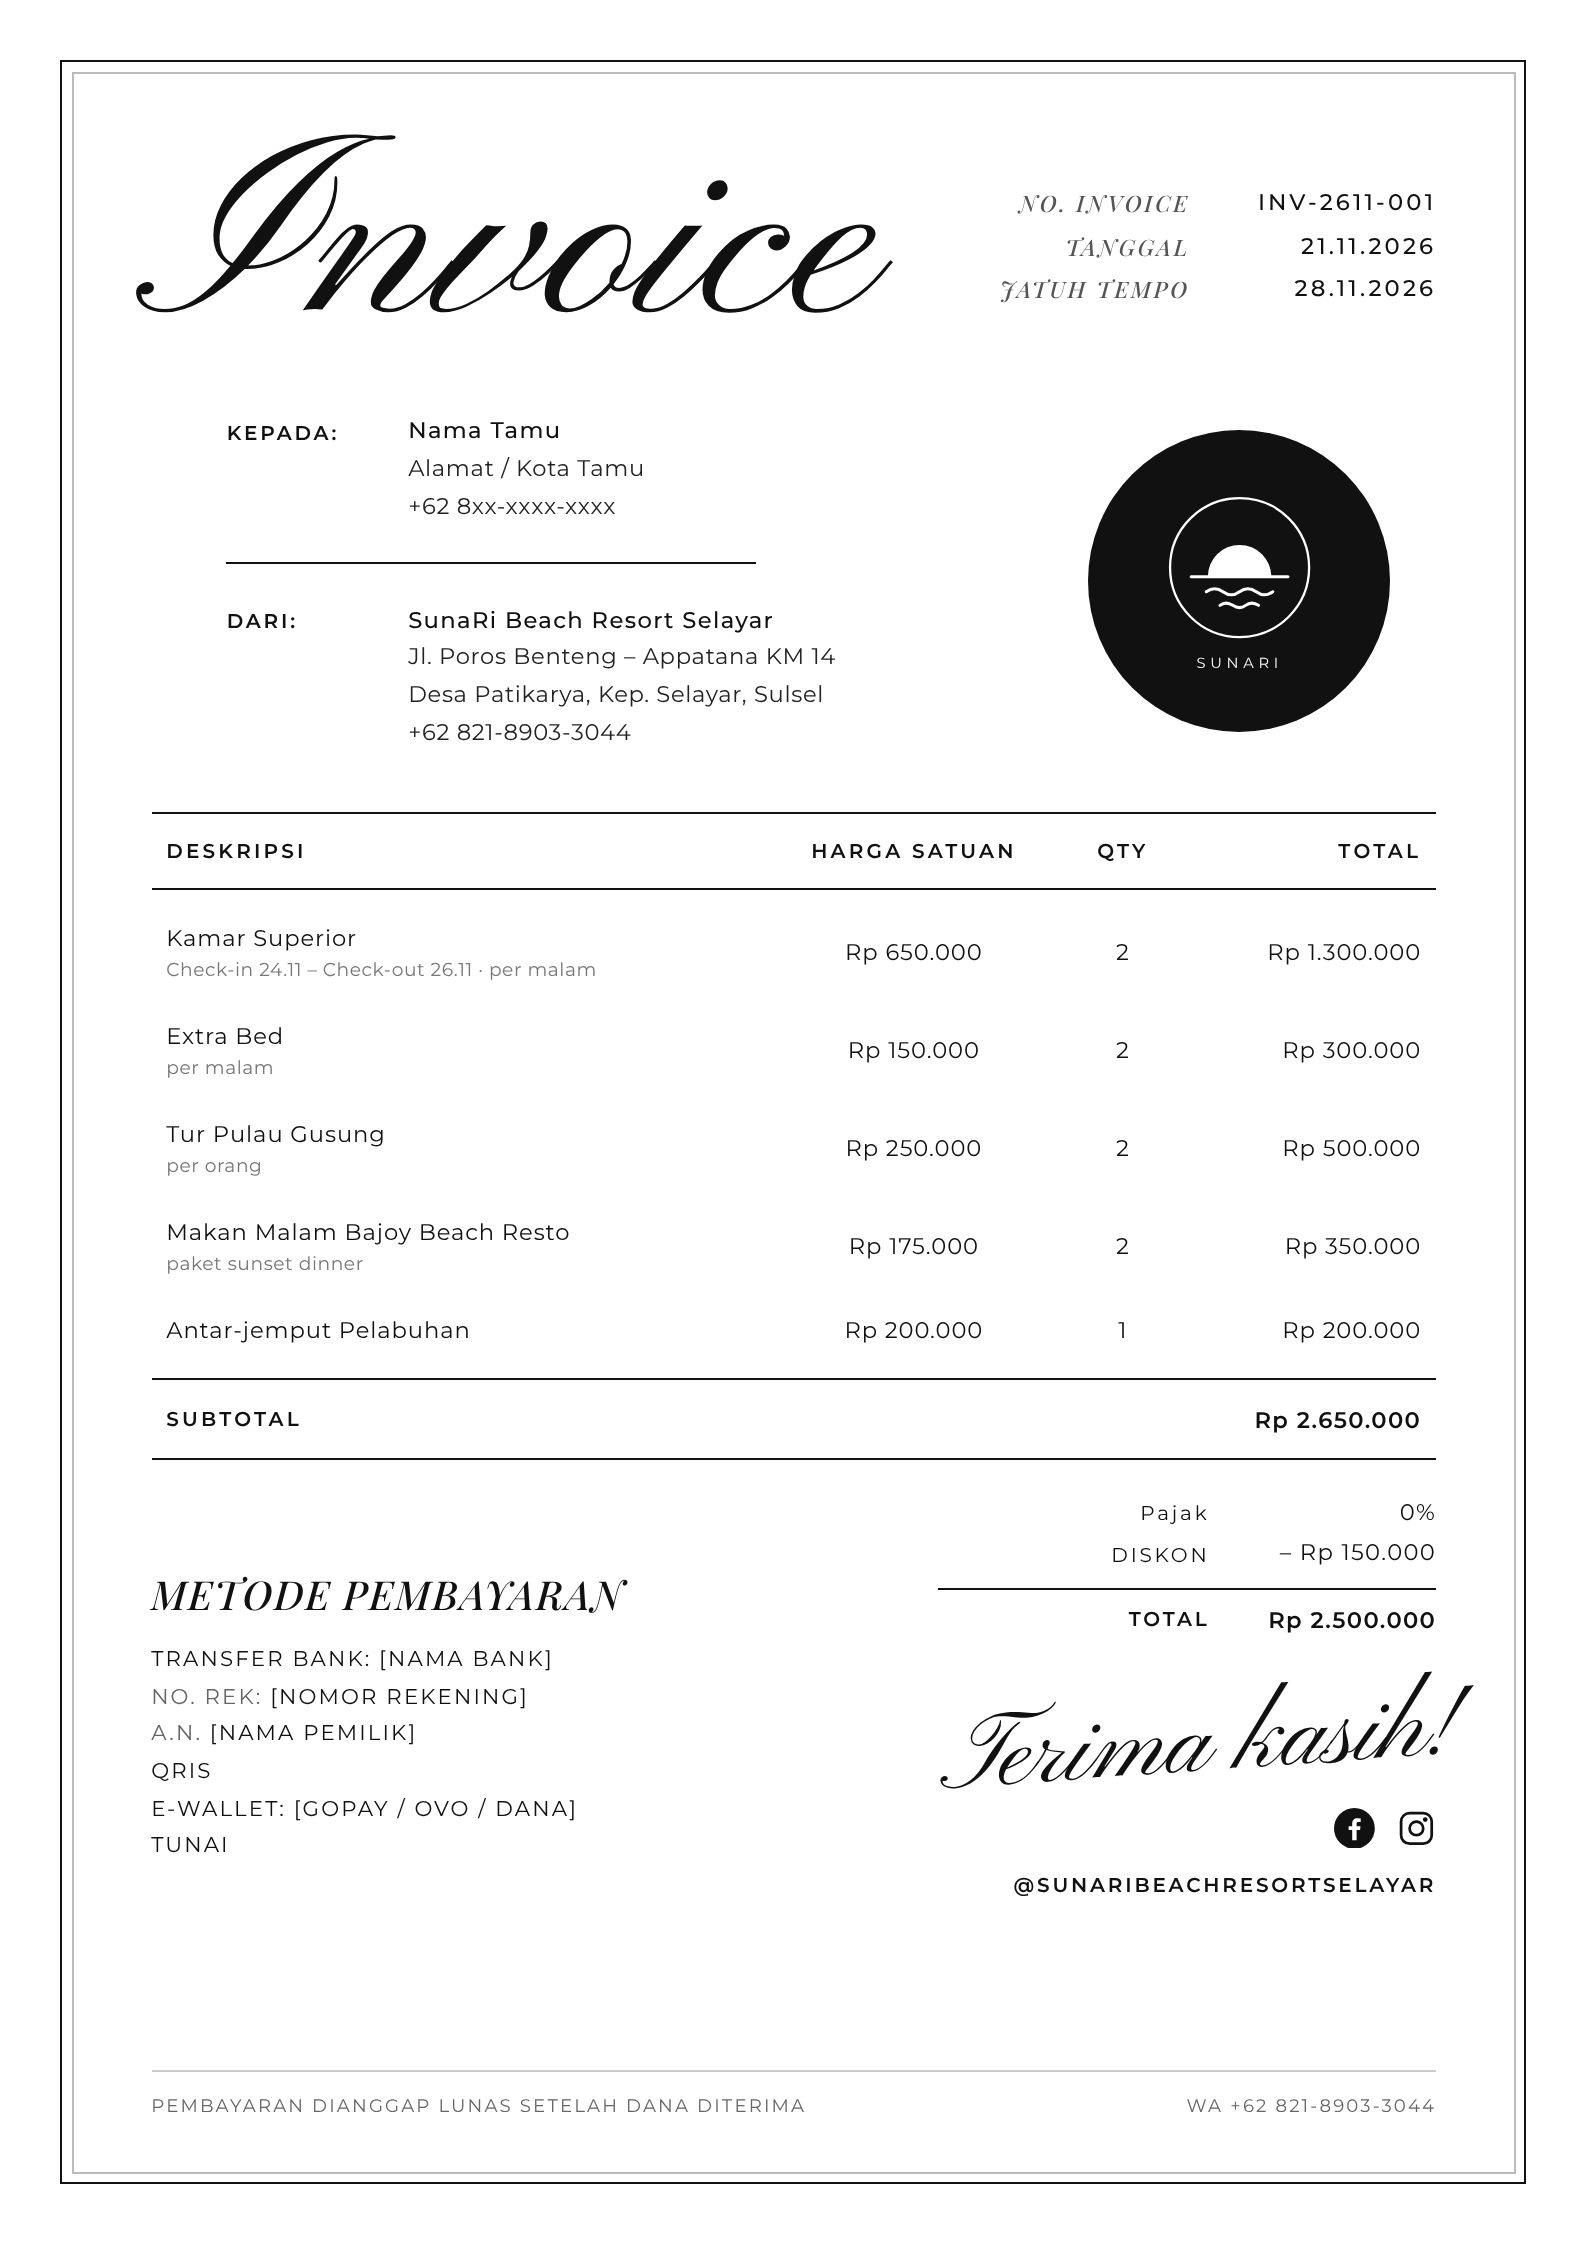 Invoice
NO. INVOICE INV-2611-001
TANGGAL 21.11.2026
JATUH TEMPO 28.11.2026
KEPADA: Nama Tamu
Alamat / Kota Tamu
+62 8xx-xxxx-xxxx
DARI: SunaRi Beach Resort Selayar
Jl. Poros Benteng – Appatana KM 14
Desa Patikarya, Kep. Selayar, Sulsel
+62 821-8903-3044
SUNARI
DESKRIPSI HARGA SATUAN QTY TOTAL
Kamar Superior Rp 650.000 2 Rp 1.300.000
Check-in 24.11 – Check-out 26.11 · per malam
Extra Bed Rp 150.000 2 Rp 300.000
per malam
Tur Pulau Gusung Rp 250.000 2 Rp 500.000
per orang
Makan Malam Bajoy Beach Resto Rp 175.000 2 Rp 350.000
paket sunset dinner
Antar-jemput Pelabuhan Rp 200.000 1 Rp 200.000
SUBTOTAL Rp 2.650.000
Pajak 0%
DISKON – Rp 150.000
TOTAL Rp 2.500.000
METODE PEMBAYARAN
TRANSFER BANK: [NAMA BANK]
NO. REK: [NOMOR REKENING]
A.N. [NAMA PEMILIK]
QRIS
E-WALLET: [GOPAY / OVO / DANA]
TUNAI
Terima kasih!
@SUNARIBEACHRESORTSELAYAR
PEMBAYARAN DIANGGAP LUNAS SETELAH DANA DITERIMA WA +62 821-8903-3044